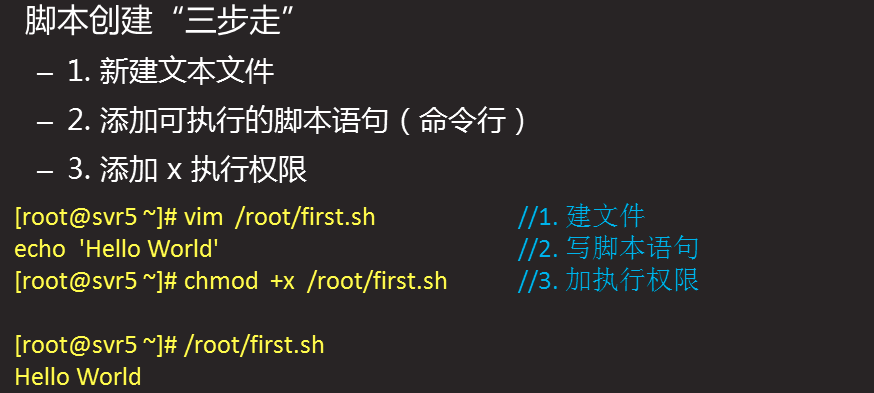 脚本创建“三步走”
– 1. 新建文本文件
– 2. 添加可执行的脚本语句（命令行）
– 3. 添加 x 执行权限
[root@svr5 ~]# vim /root/first.sh //1. 建文件
echo 'Hello World' //2. 写脚本语句
[root@svr5 ~]# chmod +x /root/first.sh //3. 加执行权限
[root@svr5 ~]# /root/first.sh
Hello World